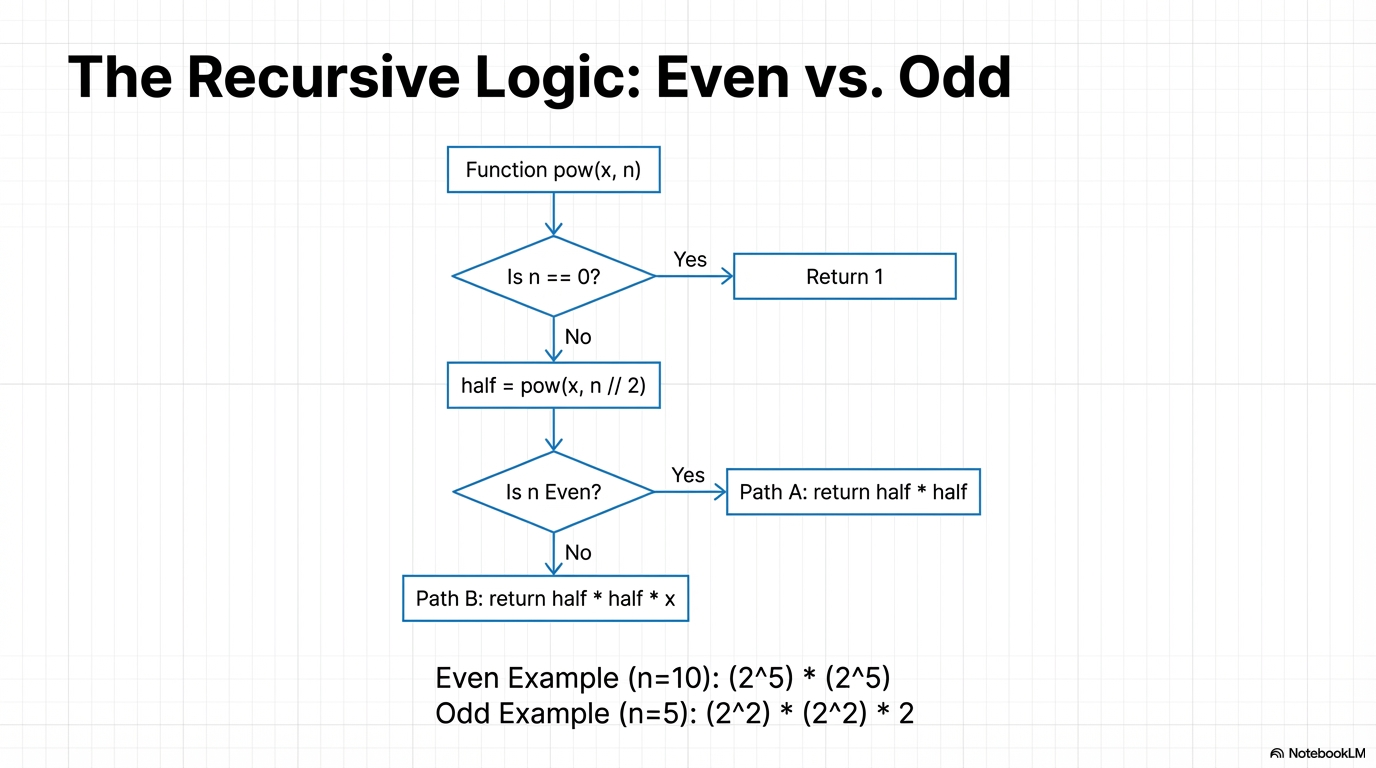 The Recursive Logic: Even vs. Odd
Function pow(x, n)
Is n == 0?
Yes
Return 1
No
half = pow(x, n // 2)
Is n Even?
Yes
Path A: return half * half
No
Path B: return half * half * x
Even Example (n=10): (2^5) * (2^5)
Odd Example (n=5): (2^2) * (2^2) * 2
NotebookLM